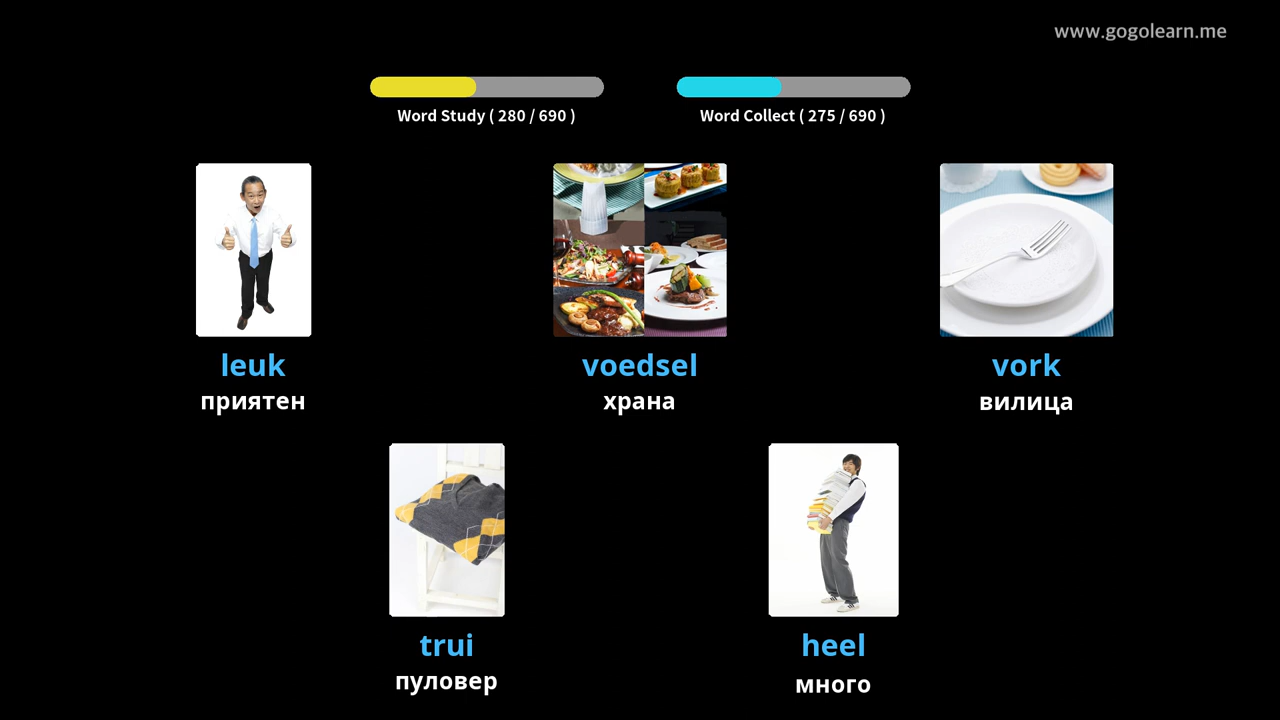 www.gogolearn.me
Word Study ( 280 / 690 )
Word Collect ( 275 / 690 )
leuk
приятен
voedsel
храна
vork
вилица
trui
пуловер
heel
много